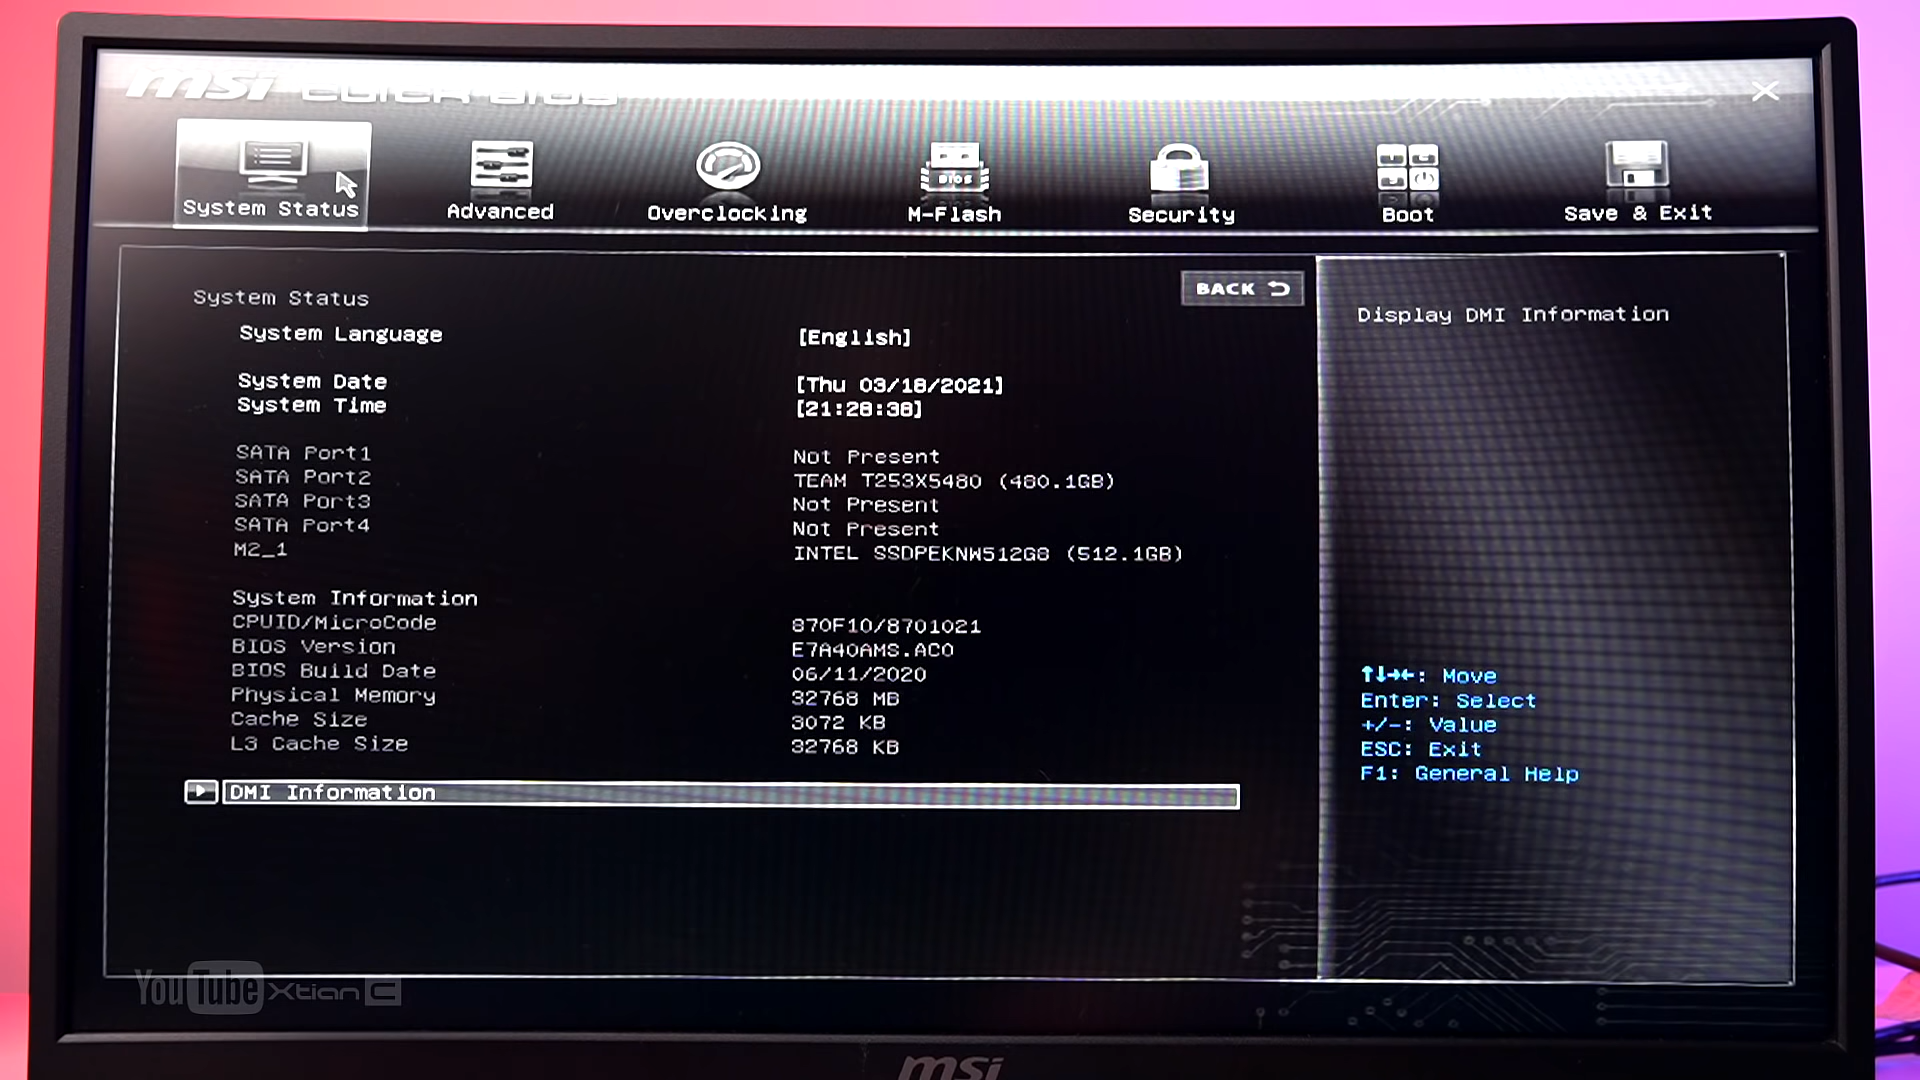 msi CLICK BIOS
System Status
Advanced
Overclocking
BIOS
M-Flash
Security
Boot
Save & Exit
System Status
BACK
System Language [English]
System Date [Thu 03/18/2021]
System Time [21:28:38]
SATA Port1 Not Present
SATA Port2 TEAM T253X5480 (480.1GB)
SATA Port3 Not Present
SATA Port4 Not Present
M2_1 INTEL SSDPEKNW512G8 (512.1GB)
System Information
CPUID/MicroCode 870F10/8701021
BIOS Version E7A40AMS.AC0
BIOS Build Date 06/11/2020
Physical Memory 32768 MB
Cache Size 3072 KB
L3 Cache Size 32768 KB
DMI Information
Display DMI Information
↑↓→←: Move
Enter: Select
+/-: Value
ESC: Exit
F1: General Help
YouTube Xtian C
msi